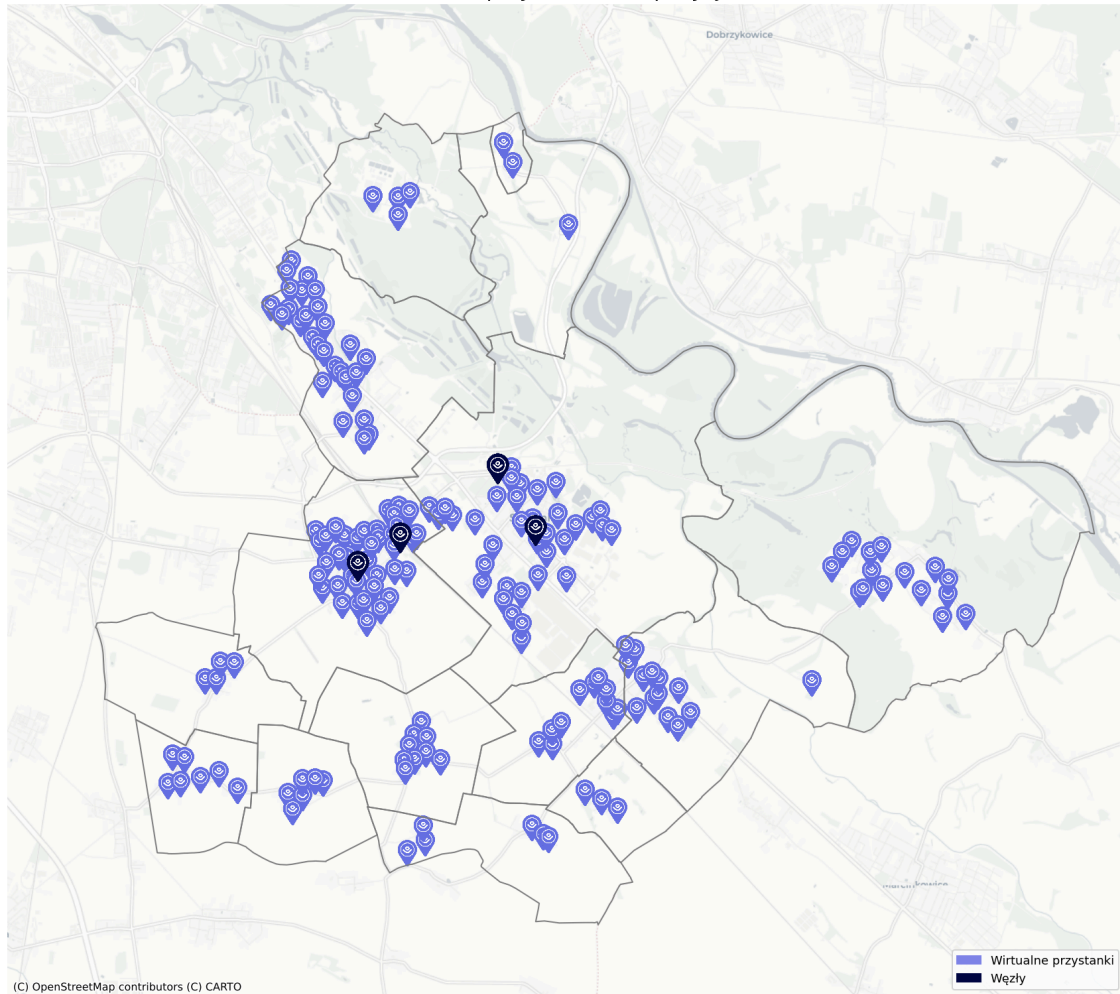 Dobrzykowice
Wirtualne przystanki
Węzły
(C) OpenStreetMap contributors (C) CARTO